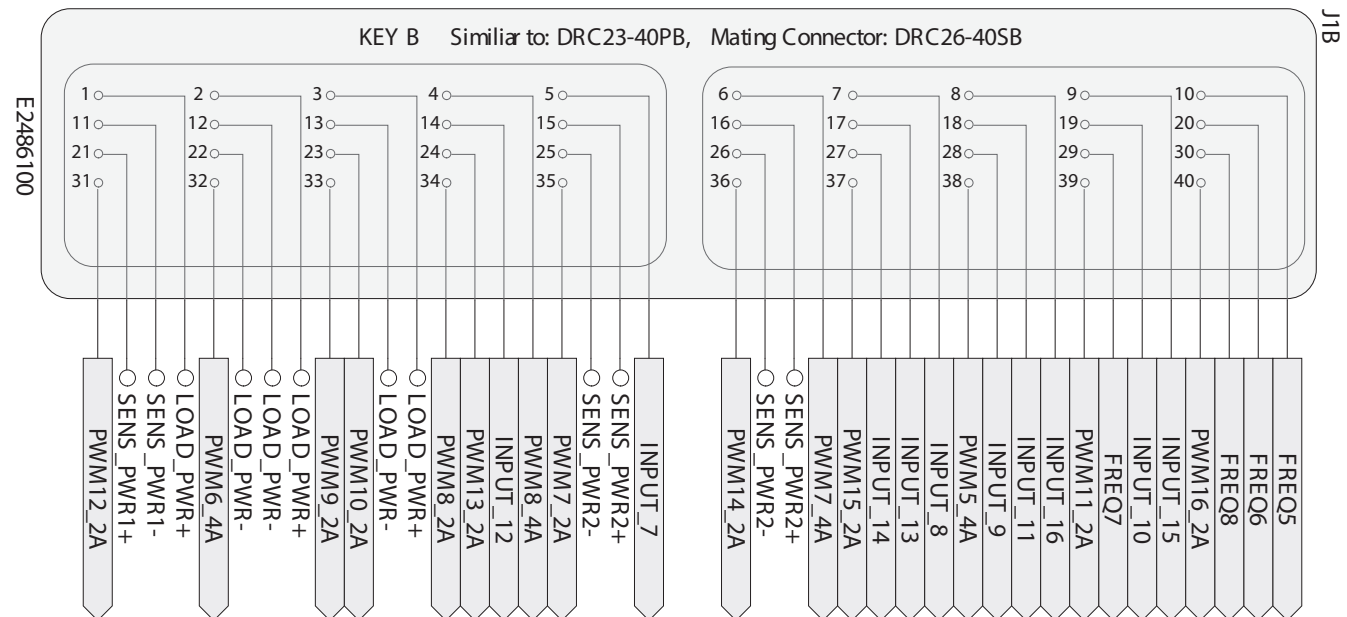 KEY B Similiar to: DRC23-40PB, Mating Connector: DRC26-40SB
J1B
E2486100
1 2 3 4 5 6 7 8 9 10
11 12 13 14 15 16 17 18 19 20
21 22 23 24 25 26 27 28 29 30
31 32 33 34 35 36 37 38 39 40
PWM12_2A
SENS_PWR1+
SENS_PWR1-
LOAD_PWR+
PWM6_4A
LOAD_PWR-
LOAD_PWR-
LOAD_PWR+
PWM9_2A
PWM10_2A
LOAD_PWR-
LOAD_PWR+
PWM8_2A
PWM13_2A
INPUT_12
PWM8_4A
PWM7_2A
SENS_PWR2-
SENS_PWR2+
INPUT_7
PWM14_2A
SENS_PWR2-
SENS_PWR2+
PWM7_4A
PWM15_2A
INPUT_14
INPUT_13
INPUT_8
PWM5_4A
INPUT_9
INPUT_11
INPUT_16
PWM11_2A
FREQ7
INPUT_10
INPUT_15
PWM16_2A
FREQ8
FREQ6
FREQ5